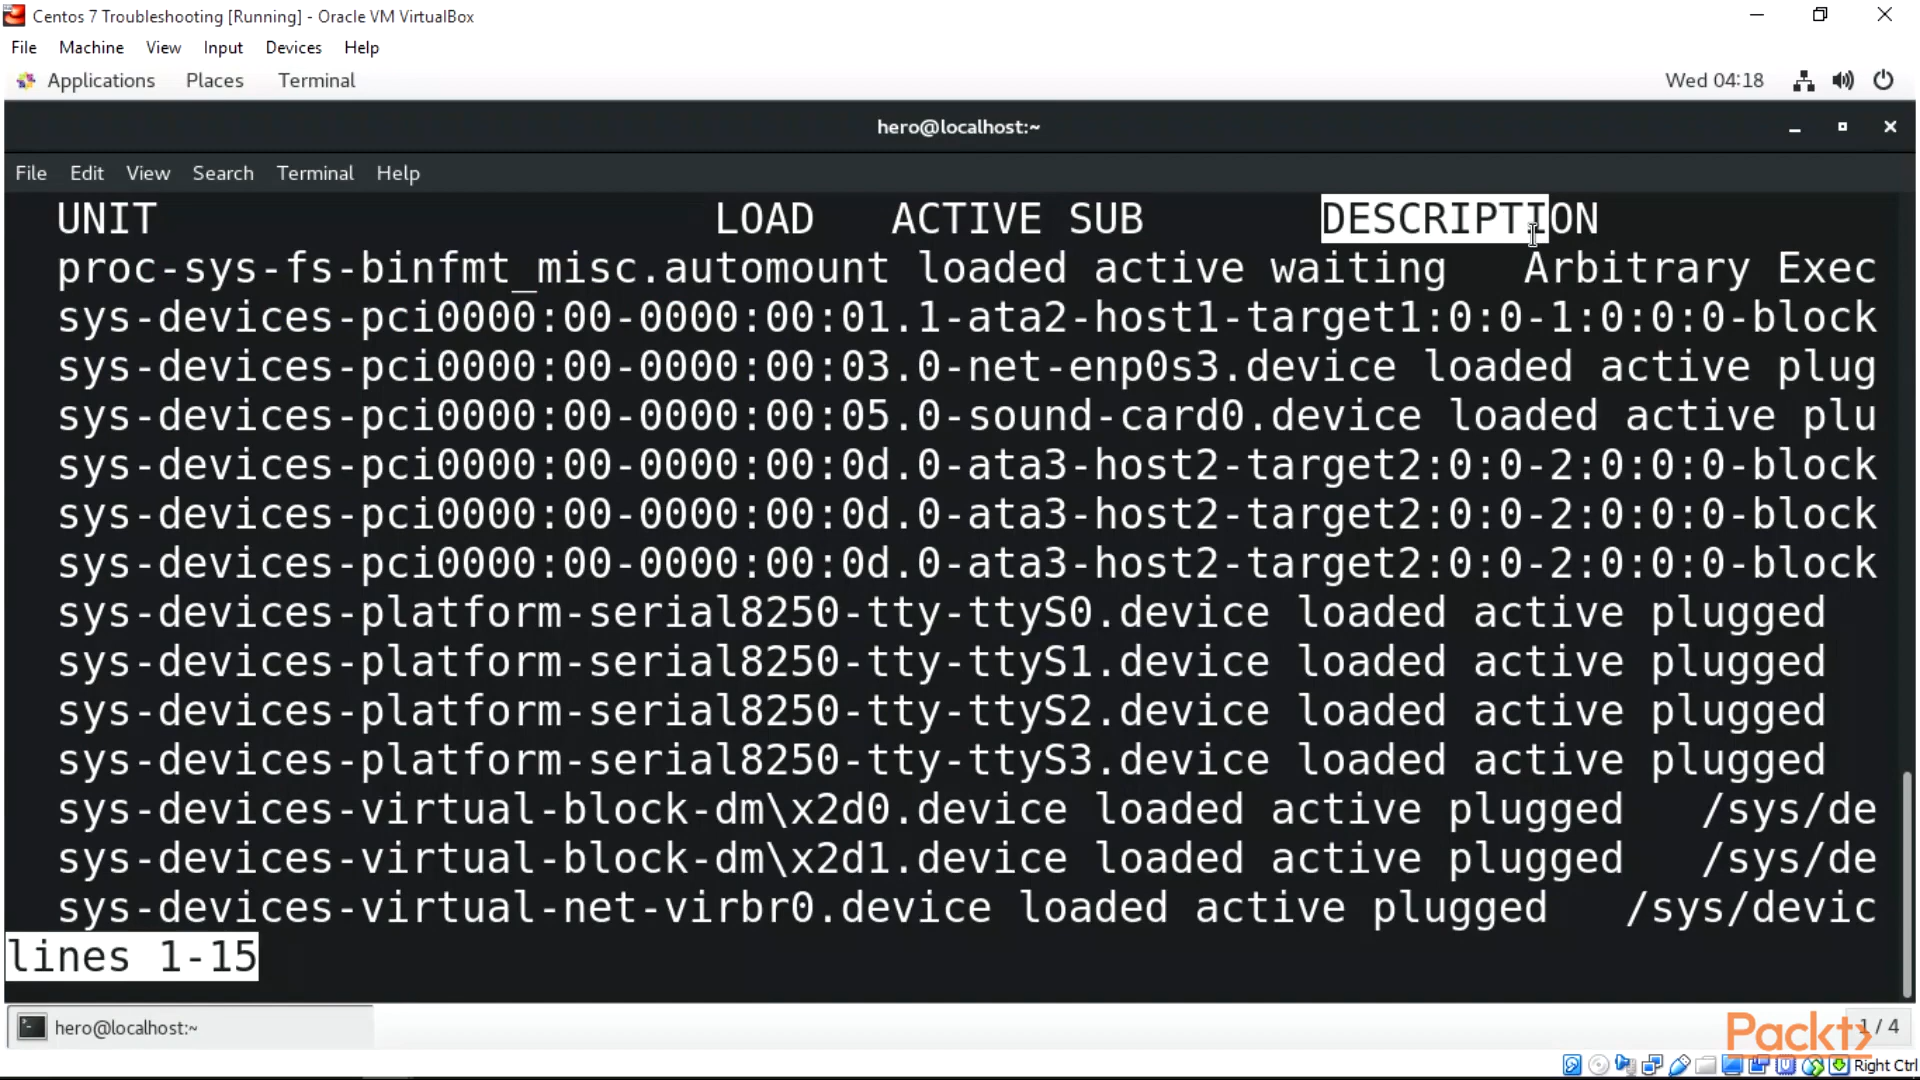 Centos 7 Troubleshooting [Running] - Oracle VM VirtualBox
File Machine View Input Devices Help
Applications Places Terminal Wed 04:18
hero@localhost:~
File Edit View Search Terminal Help
UNIT LOAD ACTIVE SUB DESCRIPTION
proc-sys-fs-binfmt_misc.automount loaded active waiting Arbitrary Exec
sys-devices-pci0000:00-0000:00:01.1-ata2-host1-target1:0:0-1:0:0:0-block
sys-devices-pci0000:00-0000:00:03.0-net-enp0s3.device loaded active plug
sys-devices-pci0000:00-0000:00:05.0-sound-card0.device loaded active plu
sys-devices-pci0000:00-0000:00:0d.0-ata3-host2-target2:0:0-2:0:0:0-block
sys-devices-pci0000:00-0000:00:0d.0-ata3-host2-target2:0:0-2:0:0:0-block
sys-devices-pci0000:00-0000:00:0d.0-ata3-host2-target2:0:0-2:0:0:0-block
sys-devices-platform-serial8250-tty-ttyS0.device loaded active plugged
sys-devices-platform-serial8250-tty-ttyS1.device loaded active plugged
sys-devices-platform-serial8250-tty-ttyS2.device loaded active plugged
sys-devices-platform-serial8250-tty-ttyS3.device loaded active plugged
sys-devices-virtual-block-dm\x2d0.device loaded active plugged /sys/de
sys-devices-virtual-block-dm\x2d1.device loaded active plugged /sys/de
sys-devices-virtual-net-virbr0.device loaded active plugged /sys/devic
lines 1-15
hero@localhost:~ Packt> 1 / 4
Right Ctrl